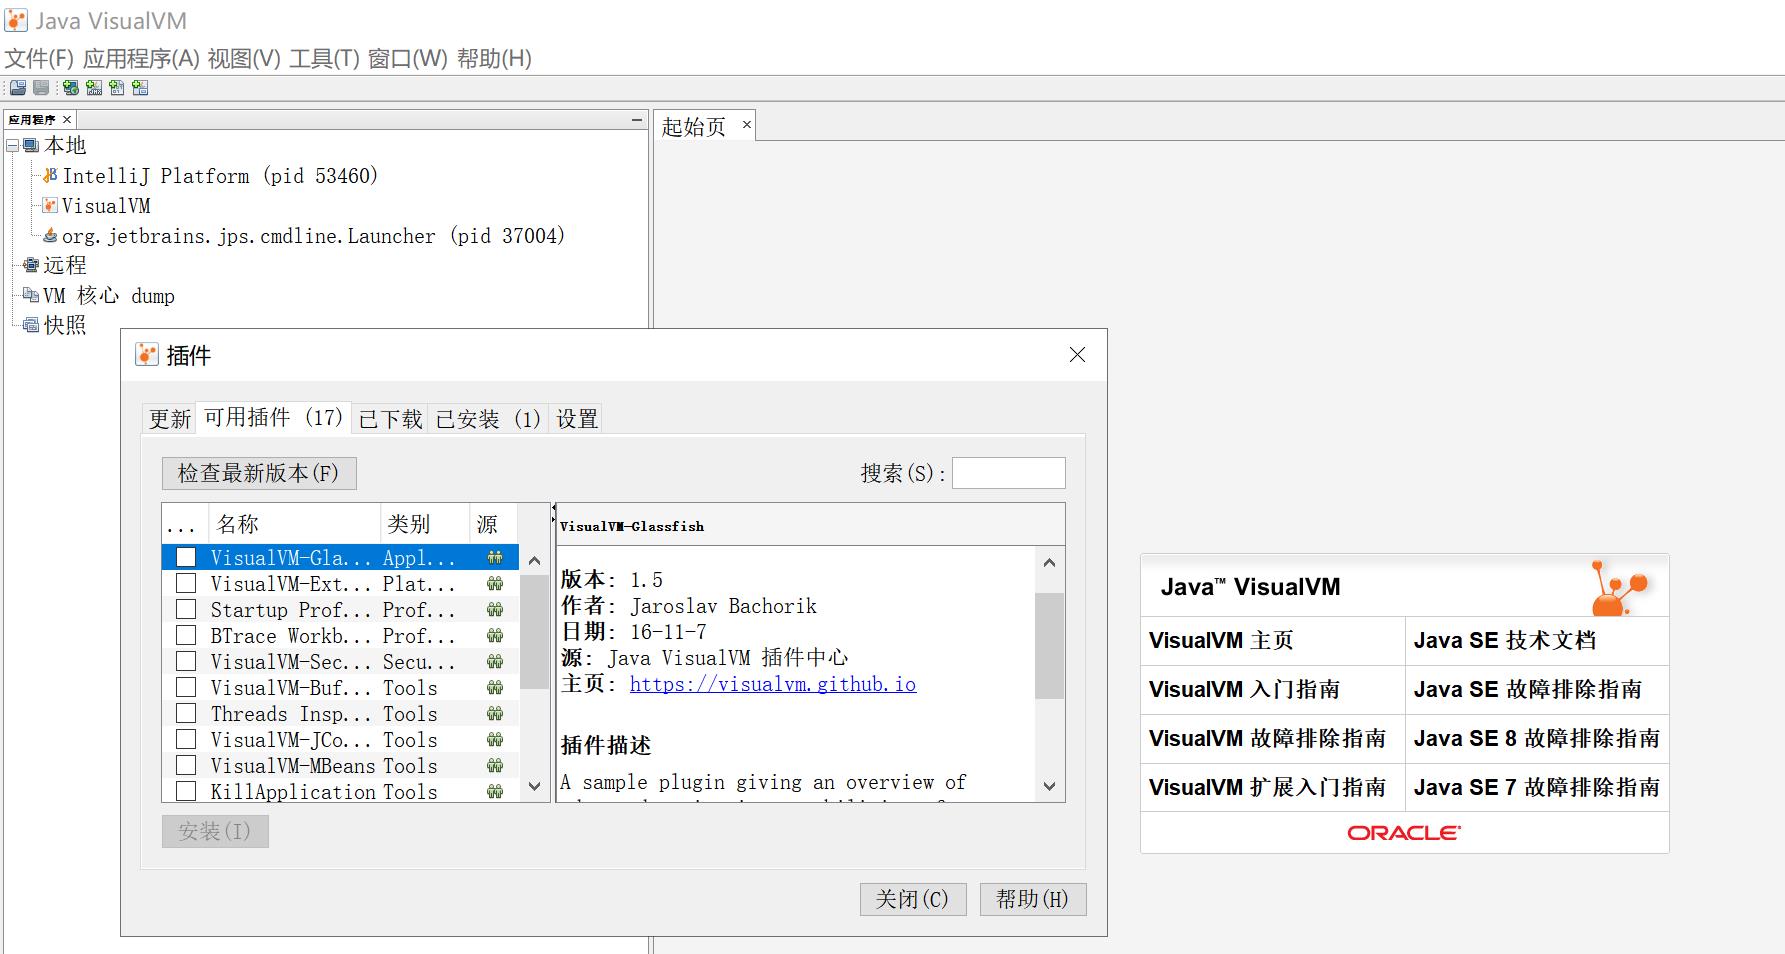 Java VisualVM
文件(F) 应用程序(A) 视图(V) 工具(T) 窗口(W) 帮助(H)
应用程序 ×
起始页 ×
本地
IntelliJ Platform (pid 53460)
VisualVM
org.jetbrains.jps.cmdline.Launcher (pid 37004)
远程
VM 核心 dump
快照
插件
更新 可用插件 (17) 已下载 已安装 (1) 设置
检查最新版本(F)
搜索(S):
... 名称 类别 源
VisualVM-Gla... Appl...
VisualVM-Ext... Plat...
Startup Prof... Prof...
BTrace Workb... Prof...
VisualVM-Sec... Secu...
VisualVM-Buf... Tools
Threads Insp... Tools
VisualVM-JCo... Tools
VisualVM-MBeans Tools
KillApplication Tools
VisualVM-Glassfish
版本: 1.5
作者: Jaroslav Bachorik
日期: 16-11-7
源: Java VisualVM 插件中心
主页: https://visualvm.github.io
插件描述
A sample plugin giving an overview of
安装(I)
关闭(C) 帮助(H)
Java™ VisualVM
VisualVM 主页 Java SE 技术文档
VisualVM 入门指南 Java SE 故障排除指南
VisualVM 故障排除指南 Java SE 8 故障排除指南
VisualVM 扩展入门指南 Java SE 7 故障排除指南
ORACLE